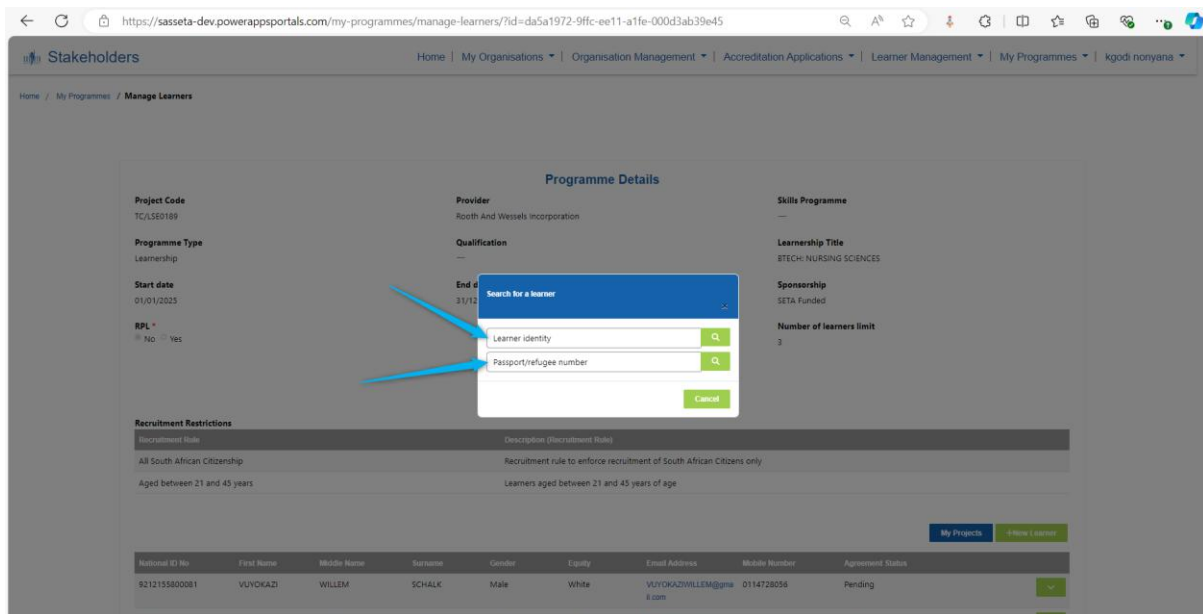 https://sasseta-dev.powerappsportals.com/my-programmes/manage-learners/?id=da5a1972-9ffc-ee11-a1fe-000d3ab39e45
Stakeholders
Home | My Organisations | Organisation Management | Accreditation Applications | Learner Management | My Programmes | kgodi nonyana
Home / My Programmes / Manage Learners
Programme Details
Project Code Provider Skills Programme
TC/LSE0189 Rooth And Wessels Incorporation ---
Programme Type Qualification Learnership Title
Learnership --- BTECH: NURSING SCIENCES
Start date End d Sponsorship
01/01/2025 31/12 SETA Funded
Search for a learner
RPL * Number of learners limit
No Yes 3
Learner identity
Passport/refugee number
Cancel
Recruitment Restrictions
Recruitment Rule Description (Recruitment Rule)
All South African Citizenship Recruitment rule to enforce recruitment of South African Citizens only
Aged between 21 and 45 years Learners aged between 21 and 45 years of age
My Projects +New Learner
National ID No First Name Middle Name Surname Gender Equity Email Address Mobile Number Agreement Status
9212155800081 VUYOKAZI WILLEM SCHALK Male White VUYOKAZIWILLEM@gma 0114728056 Pending
il.com